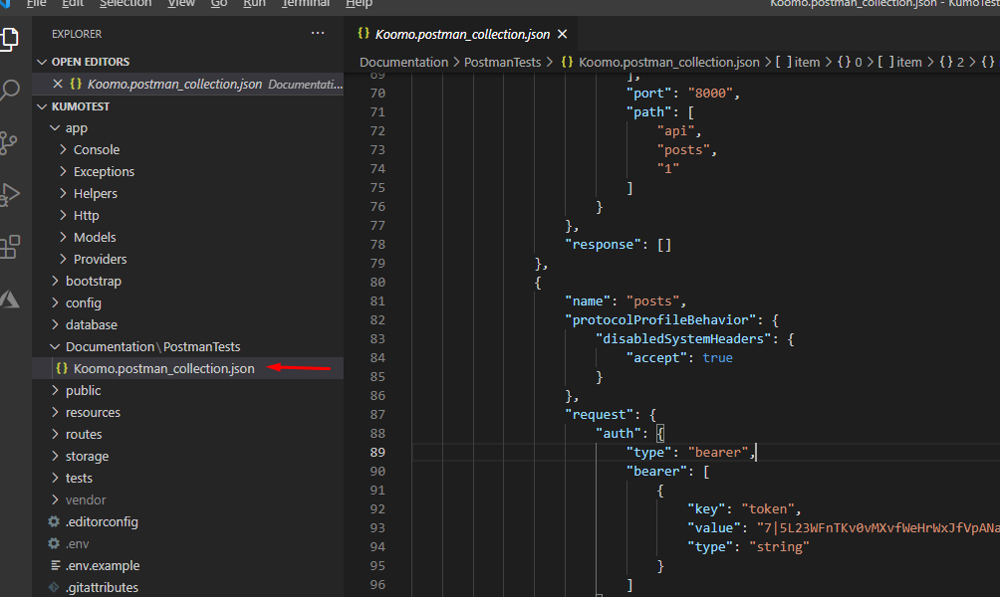 File Edit Selection View Go Run Terminal Help Koomo.postman_collection.json - KumoTest
EXPLORER ···
OPEN EDITORS
Koomo.postman_collection.json Documentati...
KUMOTEST
app
Console
Exceptions
Helpers
Http
Models
Providers
bootstrap
config
database
Documentation\PostmanTests
{} Koomo.postman_collection.json
public
resources
routes
storage
tests
vendor
.editorconfig
.env
.env.example
.gitattributes
{} Koomo.postman_collection.json ×
Documentation > PostmanTests > {} Koomo.postman_collection.json > [ ] item > {} 0 > [ ] item > {} 2 > {}
69 ],
70 "port": "8000",
71 "path": [
72 "api",
73 "posts",
74 "1"
75 ]
76 }
77 },
78 "response": []
79 },
80 {
81 "name": "posts",
82 "protocolProfileBehavior": {
83 "disabledSystemHeaders": {
84 "accept": true
85 }
86 },
87 "request": {
88 "auth": {
89 "type": "bearer",
90 "bearer": [
91 {
92 "key": "token",
93 "value": "7|5L23WFnTKv0vMXvfWeHrWxJfVpANa
94 "type": "string"
95 }
96 ]